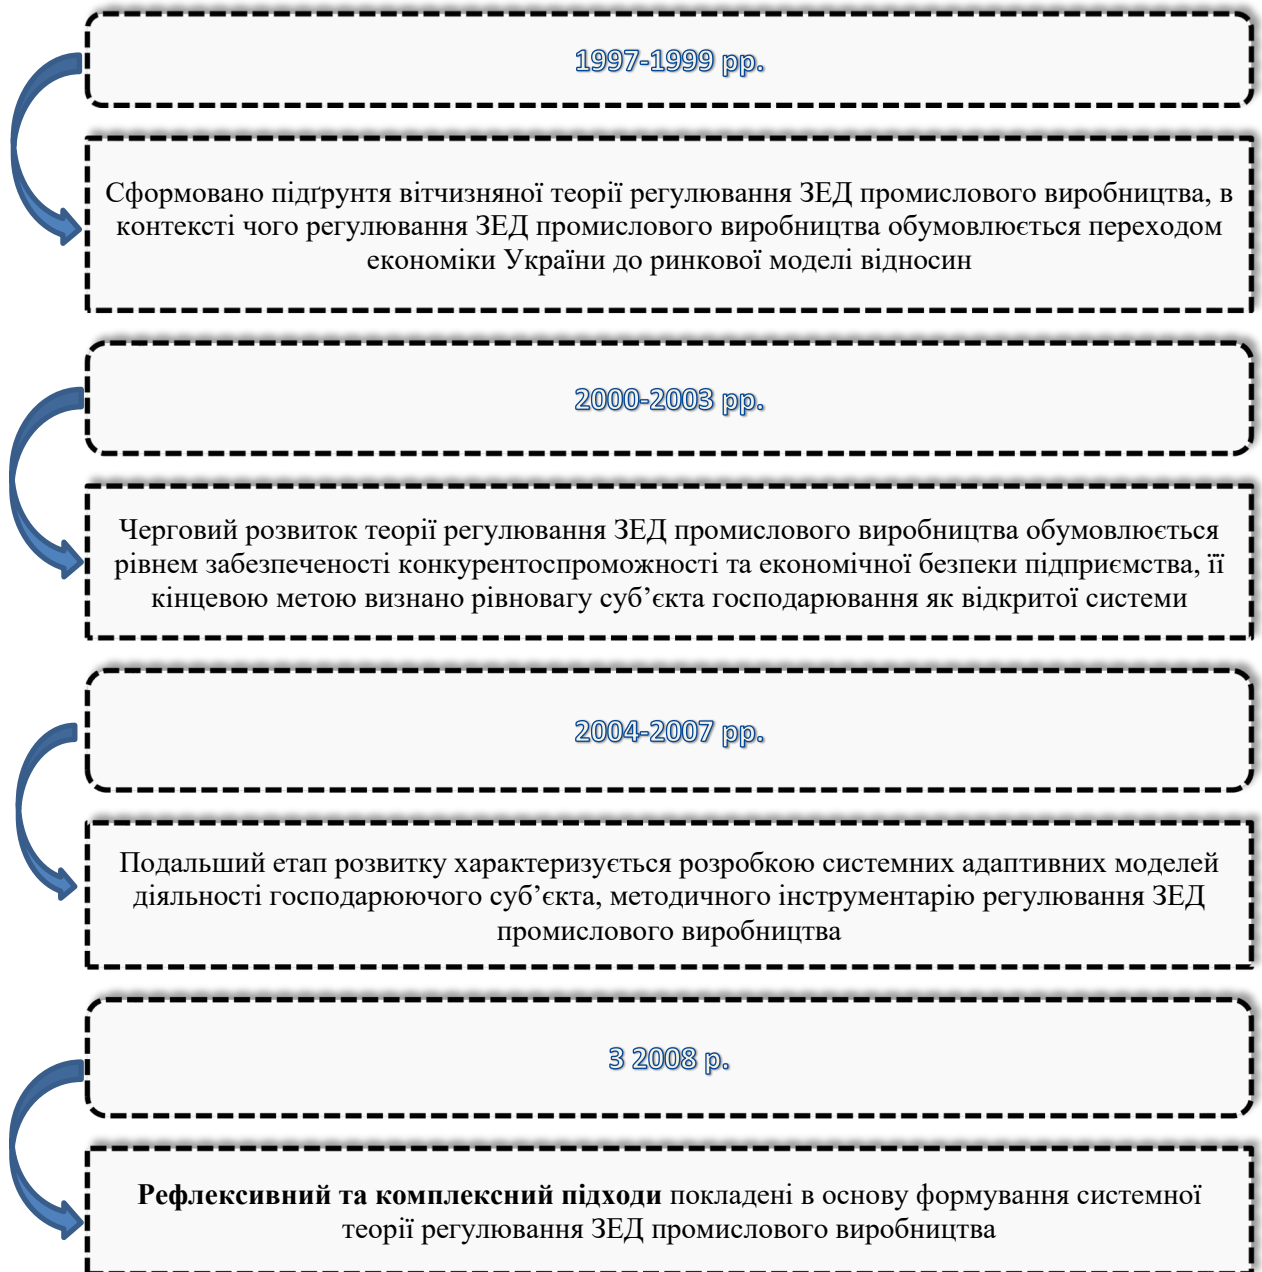 1997-1999 рр.
Сформовано підґрунтя вітчизняної теорії регулювання ЗЕД промислового виробництва, в
контексті чого регулювання ЗЕД промислового виробництва обумовлюється переходом
економіки України до ринкової моделі відносин
2000-2003 рр.
Черговий розвиток теорії регулювання ЗЕД промислового виробництва обумовлюється
рівнем забезпеченості конкурентоспроможності та економічної безпеки підприємства, її
кінцевою метою визнано рівновагу суб’єкта господарювання як відкритої системи
2004-2007 рр.
Подальший етап розвитку характеризується розробкою системних адаптивних моделей
діяльності господарюючого суб’єкта, методичного інструментарію регулювання ЗЕД
промислового виробництва
З 2008 р.
Рефлексивний та комплексний підходи покладені в основу формування системної
теорії регулювання ЗЕД промислового виробництва